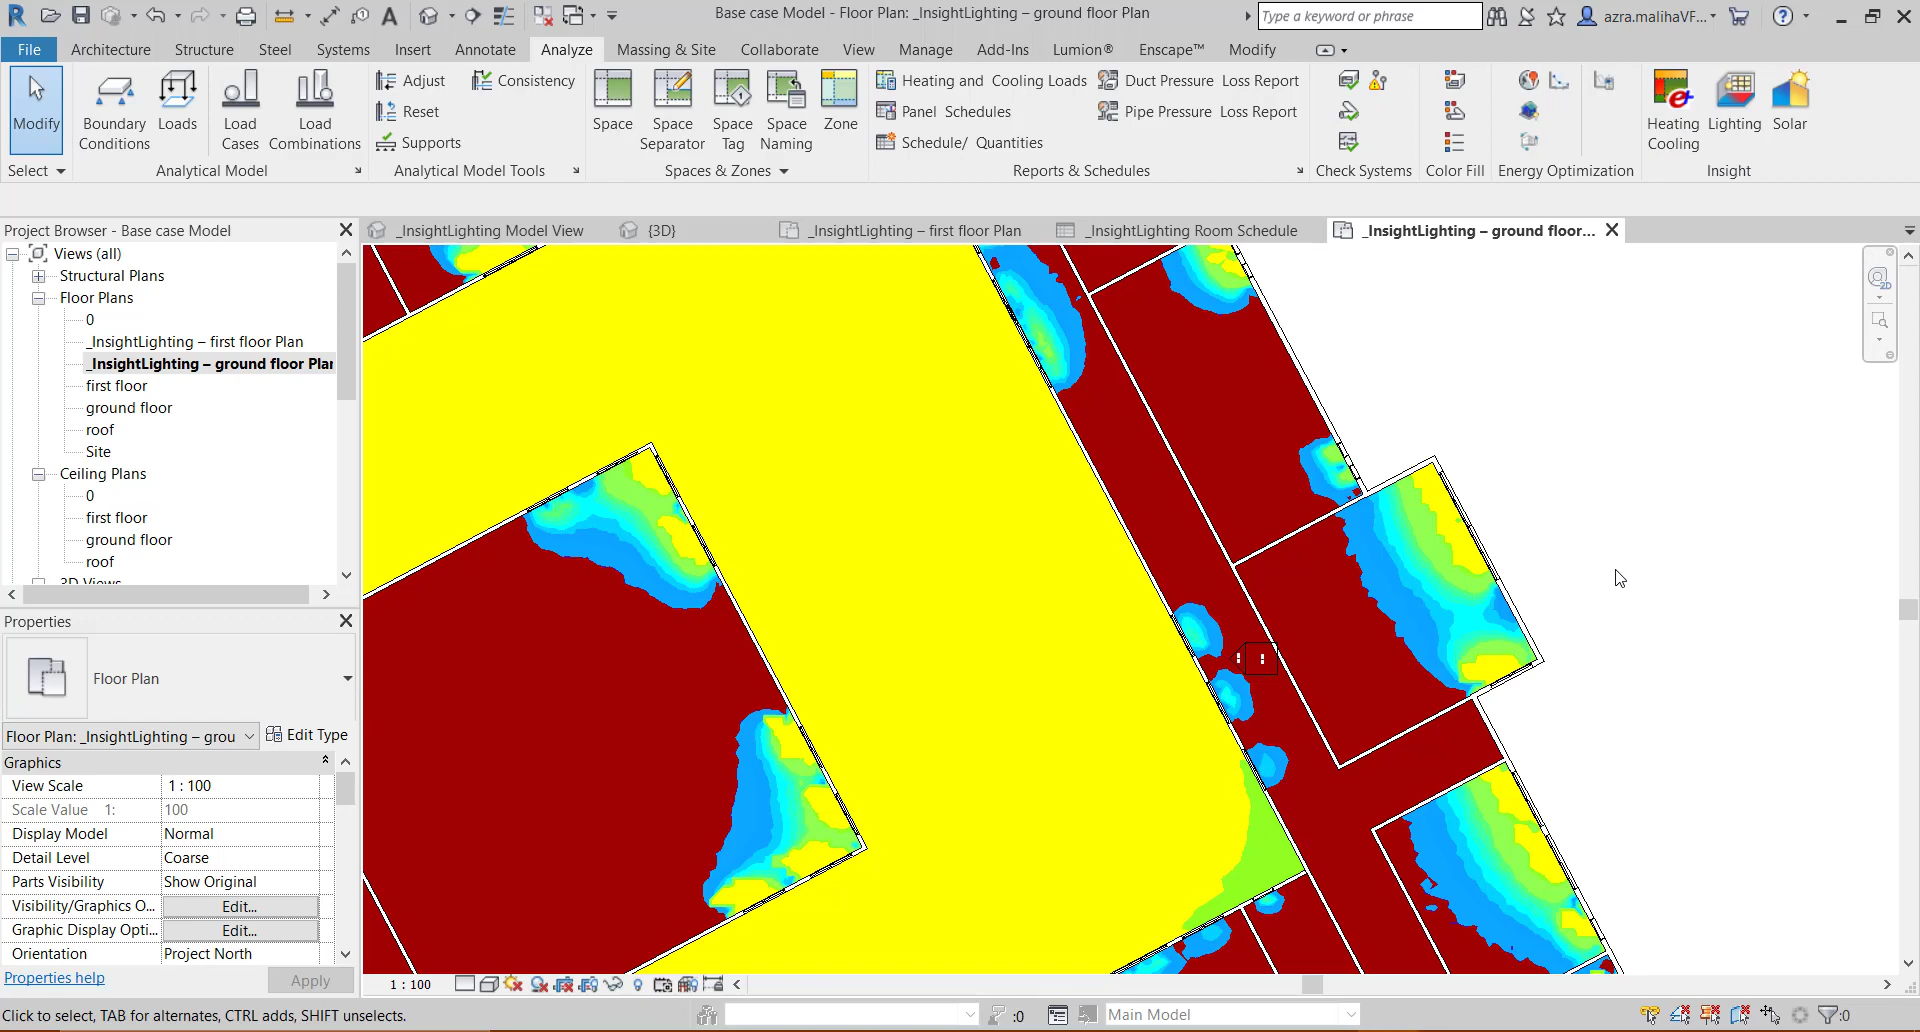 Base case Model - Floor Plan: _InsightLighting – ground floor Plan
Type a keyword or phrase
azra.malihaVF...
File
Architecture
Structure
Steel
Systems
Insert
Annotate
Analyze
Massing & Site
Collaborate
View
Manage
Add-Ins
Lumion®
Enscape™
Modify
Modify
Boundary Conditions
Loads
Load Cases
Load Combinations
Adjust
Reset
Supports
Consistency
Space
Space Separator
Space Tag
Space Naming
Zone
Heating and Cooling Loads
Panel Schedules
Schedule/ Quantities
Duct Pressure Loss Report
Pipe Pressure Loss Report
Heating Cooling
Lighting
Solar
Select
Analytical Model
Analytical Model Tools
Spaces & Zones
Reports & Schedules
Check Systems
Color Fill
Energy Optimization
Insight
Project Browser - Base case Model
_InsightLighting Model View
{3D}
_InsightLighting – first floor Plan
_InsightLighting Room Schedule
_InsightLighting – ground floor...
Views (all)
Structural Plans
Floor Plans
0
_InsightLighting – first floor Plan
_InsightLighting – ground floor Plan
first floor
ground floor
roof
Site
Ceiling Plans
0
first floor
ground floor
roof
3D Views
2D
Properties
Floor Plan
Floor Plan: _InsightLighting – grou
Edit Type
Graphics
View Scale 1 : 100
Scale Value 1: 100
Display Model Normal
Detail Level Coarse
Parts Visibility Show Original
Visibility/Graphics O... Edit...
Graphic Display Opti... Edit...
Orientation Project North
Properties help
Apply
1 : 100
Click to select, TAB for alternates, CTRL adds, SHIFT unselects.
:0
Main Model
:0